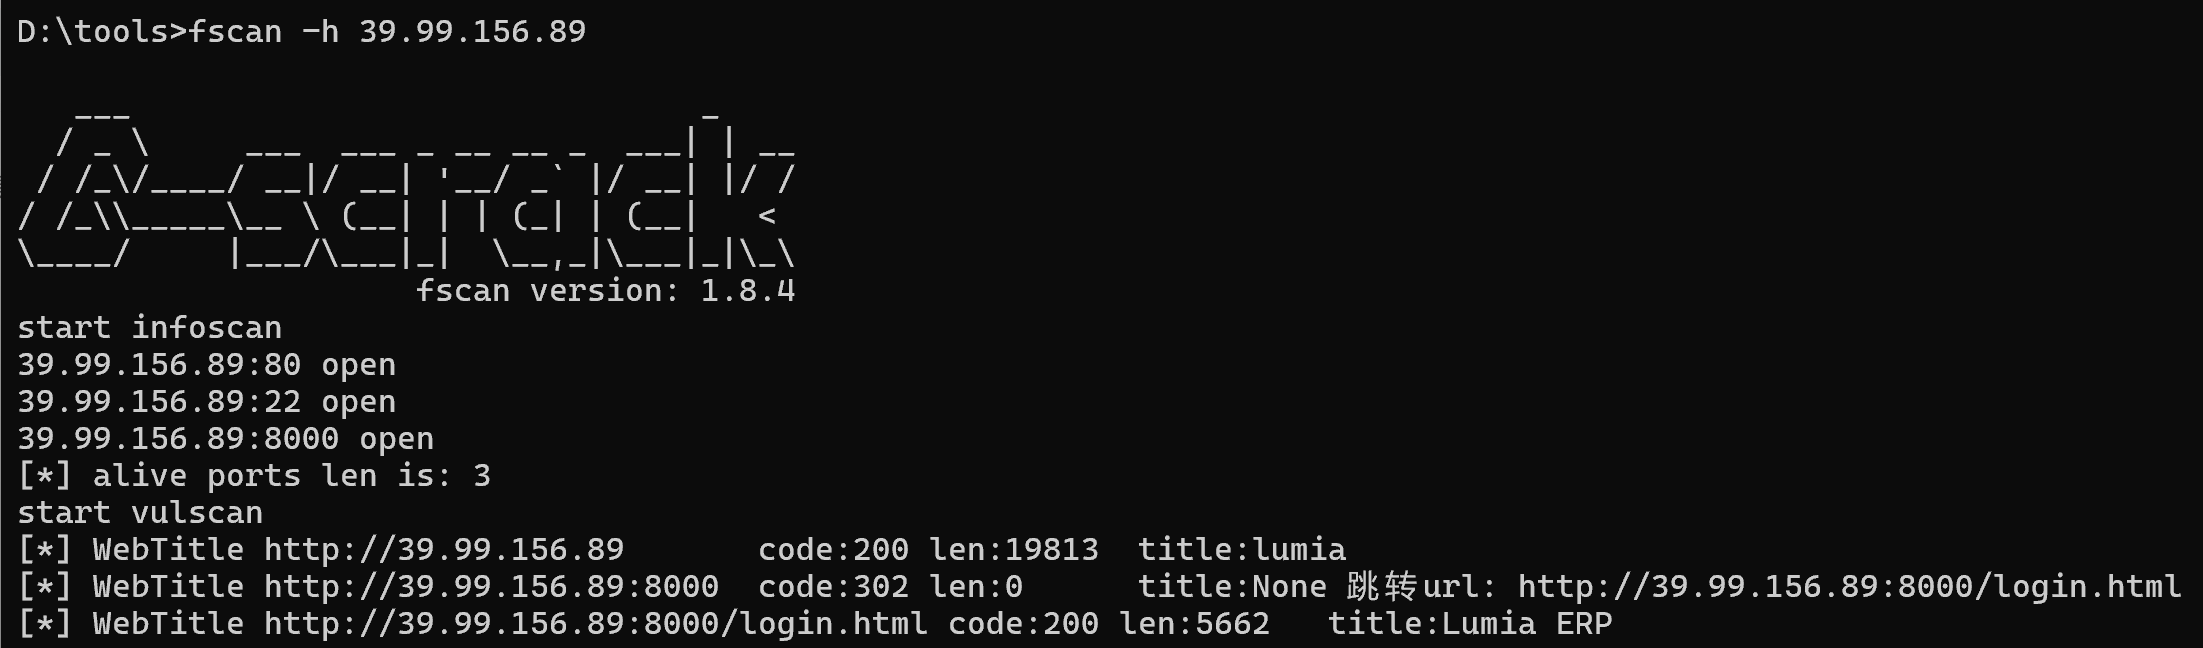 D:\tools>fscan -h 39.99.156.89
   ___                              _
  / _ \     ___  ___ _ __ __ _  ___| | __
 / /_\/____/ __|/ __| '__/ _` |/ __| |/ /
/ /_\\_____\__ \ (__| | | (_| | (__|   <
\____/     |___/\___|_|  \__,_|\___|_|\_\
                     fscan version: 1.8.4
start infoscan
39.99.156.89:80 open
39.99.156.89:22 open
39.99.156.89:8000 open
[*] alive ports len is: 3
start vulscan
[*] WebTitle http://39.99.156.89       code:200 len:19813  title:lumia
[*] WebTitle http://39.99.156.89:8000  code:302 len:0      title:None 跳转url: http://39.99.156.89:8000/login.html
[*] WebTitle http://39.99.156.89:8000/login.html code:200 len:5662   title:Lumia ERP